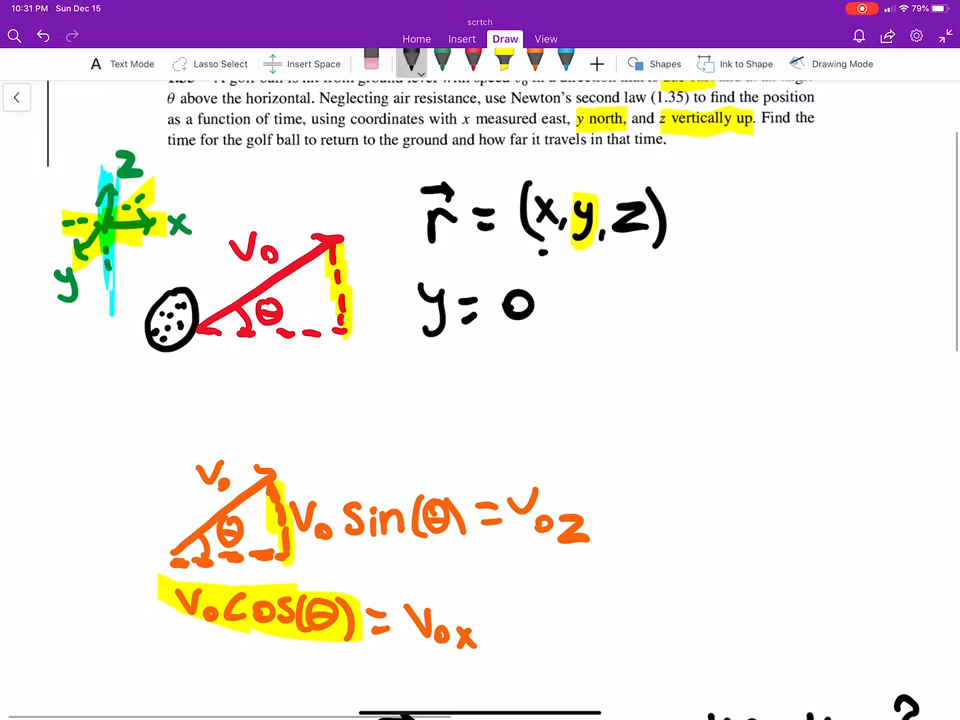 10:31 PM Sun Dec 15
79%
scrtch
Home Insert Draw View
Text Mode Lasso Select Insert Space Shapes Ink to Shape Drawing Mode
θ above the horizontal. Neglecting air resistance, use Newton's second law (1.35) to find the position
as a function of time, using coordinates with x measured east, y north, and z vertically up. Find the
time for the golf ball to return to the ground and how far it travels in that time.
z
x
y
v₀
θ
r⃗ = (x, y, z)
y = 0
v₀
θ
v₀ sin(θ) = v₀z
v₀ cos(θ) = v₀x
?